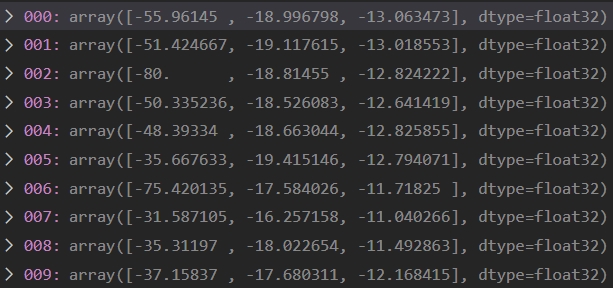 > 000: array([-55.96145 , -18.996798, -13.063473], dtype=float32)
> 001: array([-51.424667, -19.117615, -13.018553], dtype=float32)
> 002: array([-80.      , -18.81455 , -12.824222], dtype=float32)
> 003: array([-50.335236, -18.526083, -12.641419], dtype=float32)
> 004: array([-48.39334 , -18.663044, -12.825855], dtype=float32)
> 005: array([-35.667633, -19.415146, -12.794071], dtype=float32)
> 006: array([-75.420135, -17.584026, -11.71825 ], dtype=float32)
> 007: array([-31.587105, -16.257158, -11.040266], dtype=float32)
> 008: array([-35.31197 , -18.022654, -11.492863], dtype=float32)
> 009: array([-37.15837 , -17.680311, -12.168415], dtype=float32)